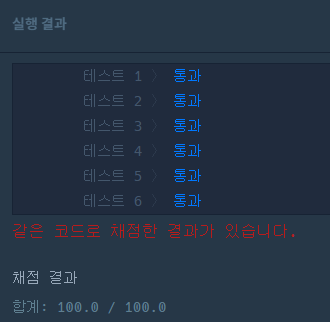 실행 결과
테스트 1 〉 통과
테스트 2 〉 통과
테스트 3 〉 통과
테스트 4 〉 통과
테스트 5 〉 통과
테스트 6 〉 통과
같은 코드로 채점한 결과가 있습니다.
채점 결과
합계: 100.0 / 100.0